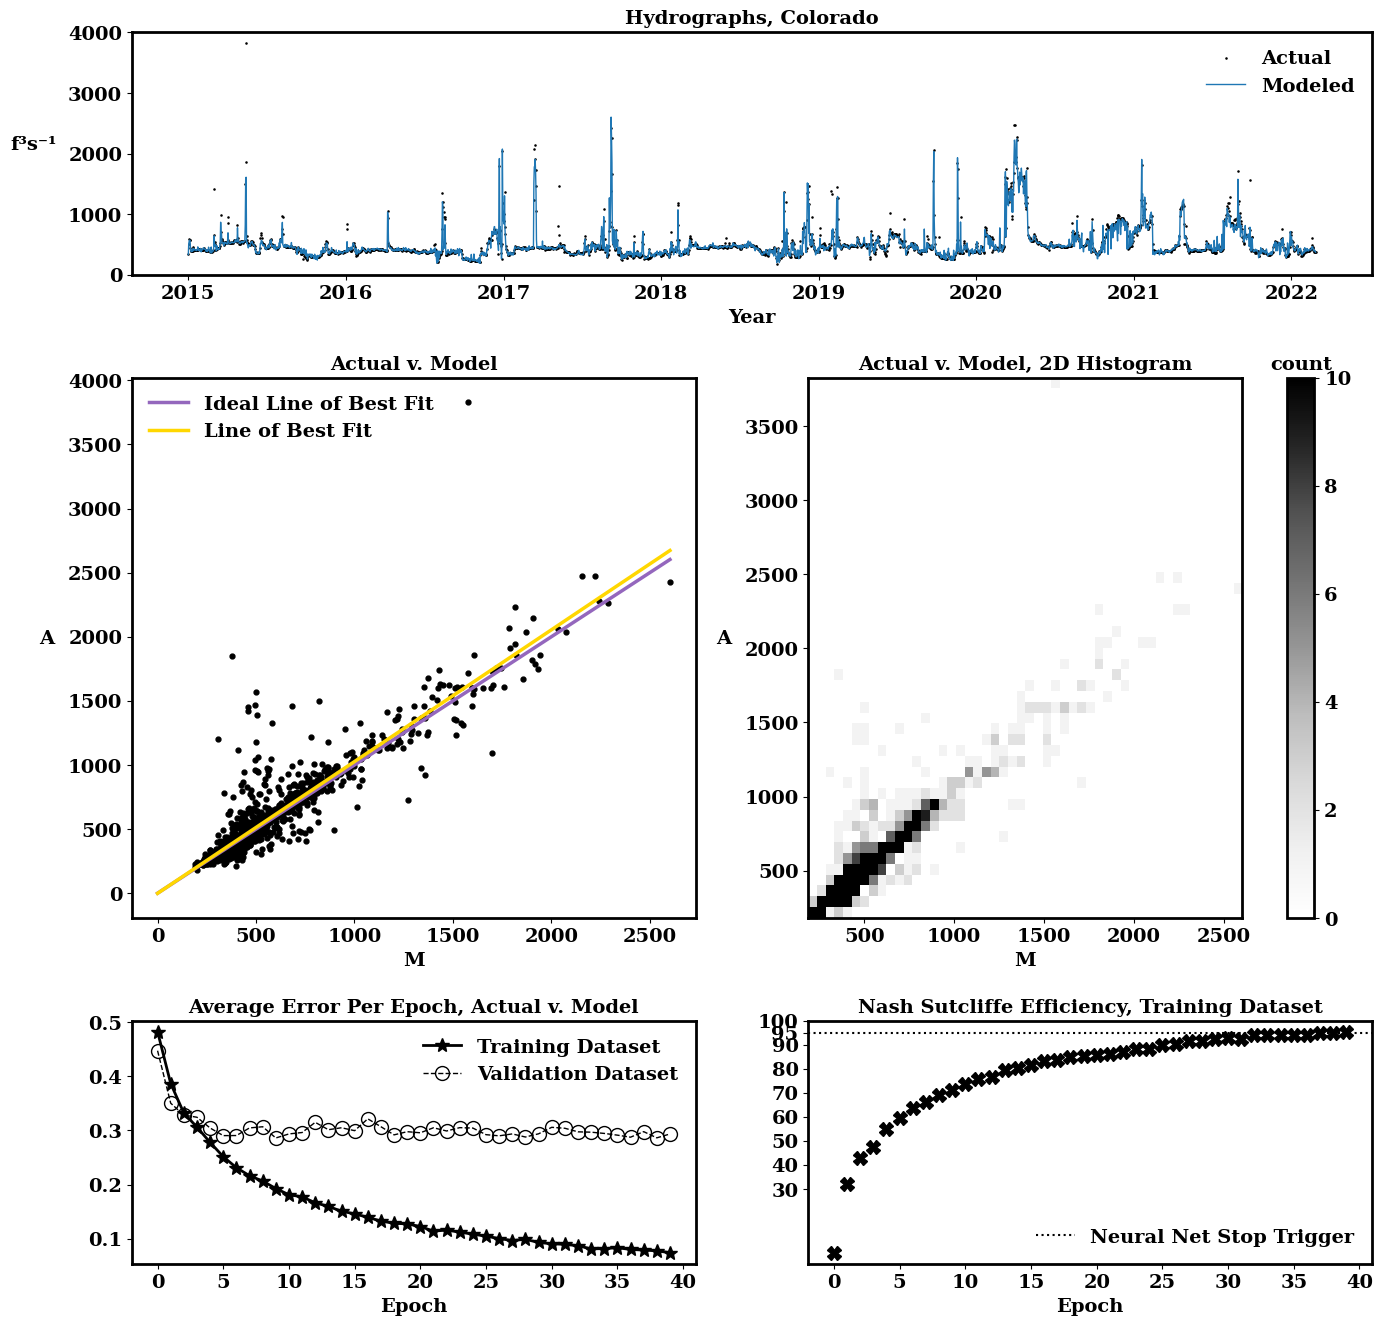 Hydrographs, Colorado
4000
3000
f³s⁻¹
2000
1000
0
Actual
Modeled
2015 2016 2017 2018 2019 2020 2021 2022
Year
Actual v. Model
4000
3500
3000
2500
A
2000
1500
1000
500
0
Ideal Line of Best Fit
Line of Best Fit
0 500 1000 1500 2000 2500
M
Actual v. Model, 2D Histogram
3500
3000
2500
A
2000
1500
1000
500
500 1000 1500 2000 2500
M
count
10
8
6
4
2
0
Average Error Per Epoch, Actual v. Model
0.5
0.4
0.3
0.2
0.1
Training Dataset
Validation Dataset
0 5 10 15 20 25 30 35 40
Epoch
Nash Sutcliffe Efficiency, Training Dataset
100
95
90
80
70
60
50
40
30
Neural Net Stop Trigger
0 5 10 15 20 25 30 35 40
Epoch